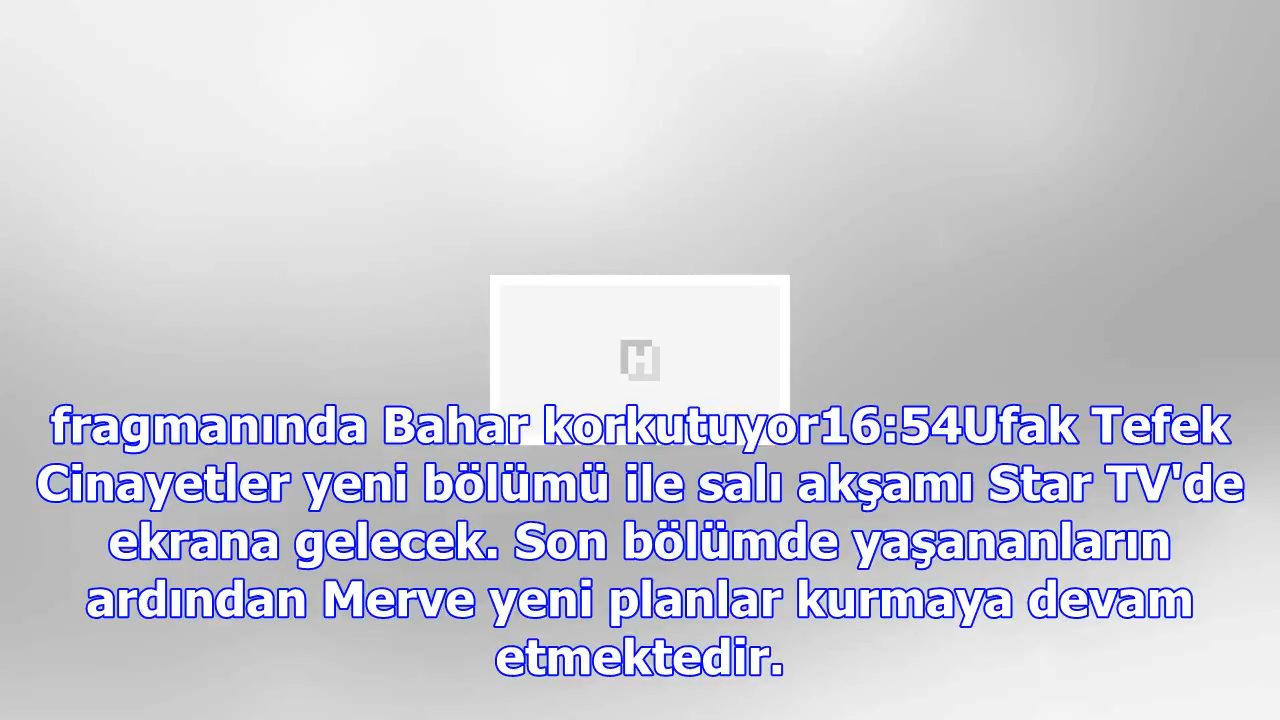 H
fragmanında Bahar korkutuyor16:54Ufak Tefek
Cinayetler yeni bölümü ile salı akşamı Star TV'de
ekrana gelecek. Son bölümde yaşananların
ardından Merve yeni planlar kurmaya devam
etmektedir.